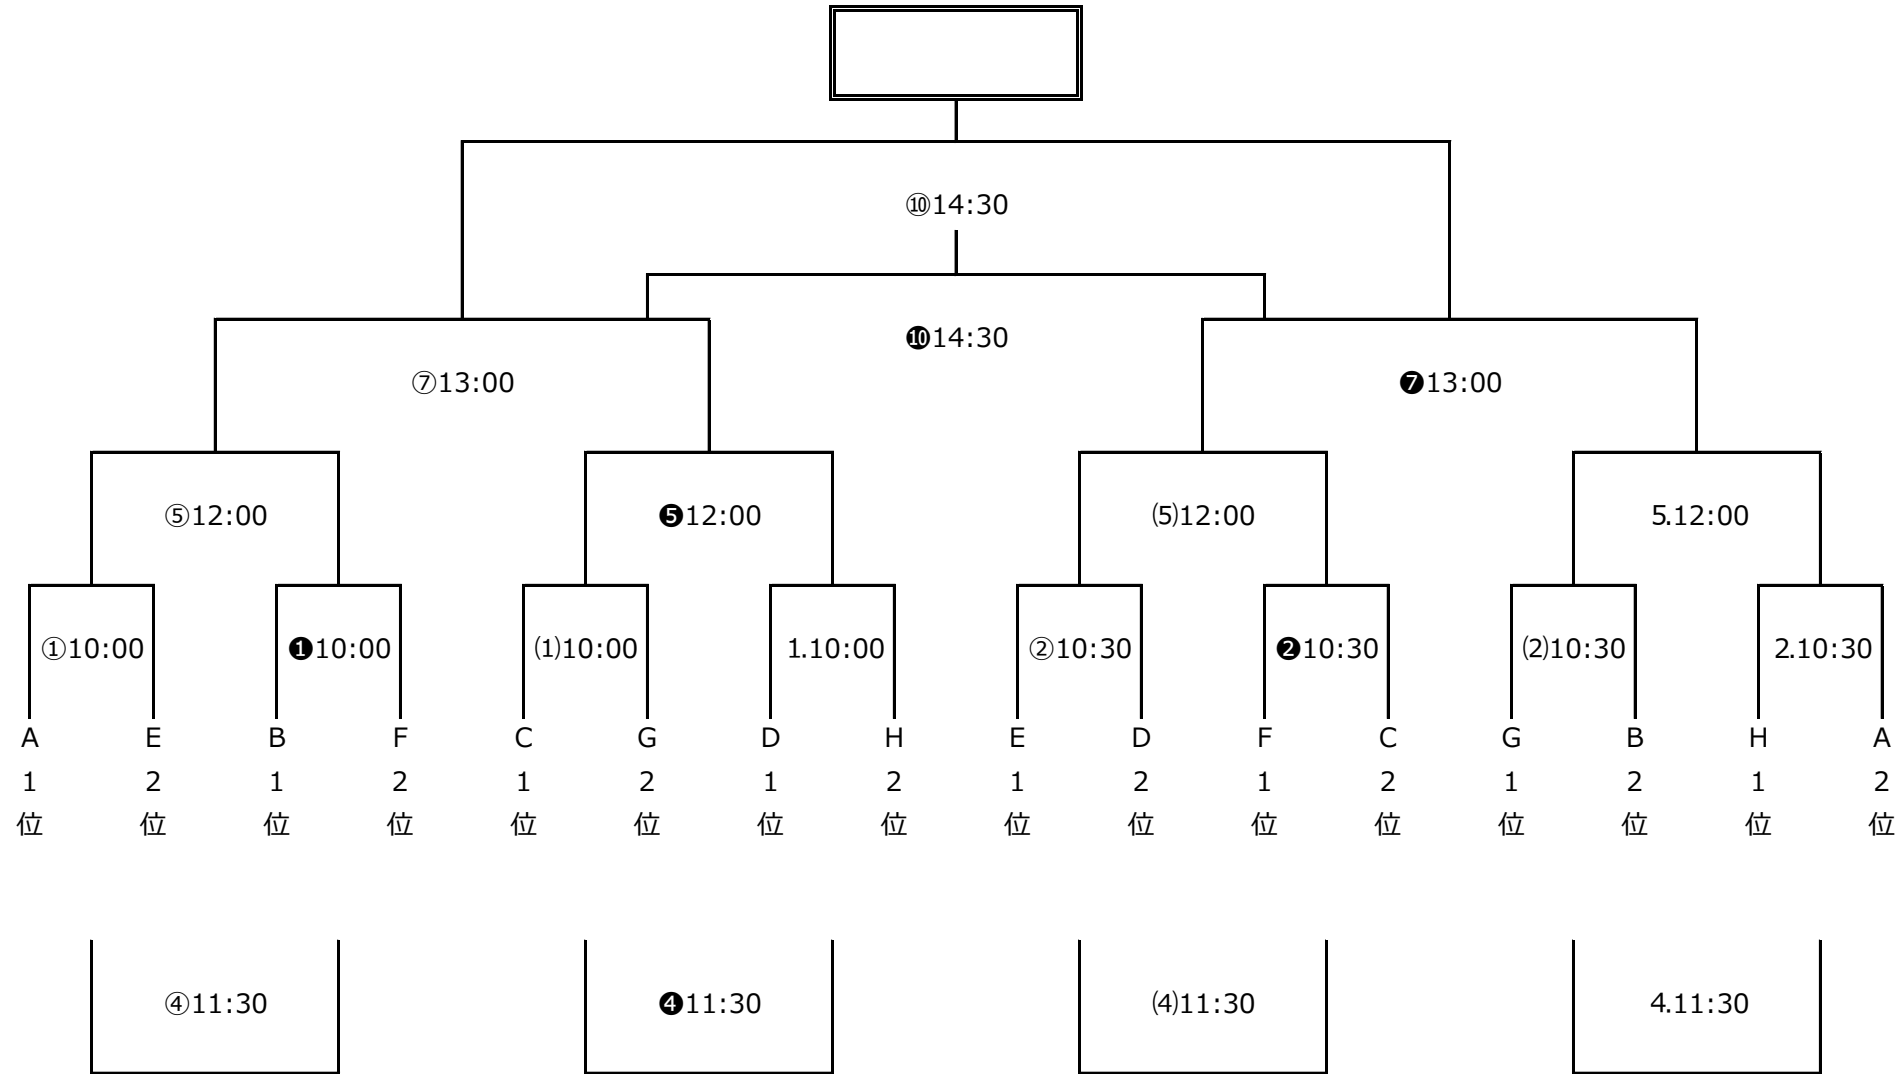 ⑩14:30
❿14:30
⑦13:00 ❼13:00
⑤12:00 ❺12:00 ⑸12:00 5.12:00
①10:00 ❶10:00 ⑴10:00 1.10:00 ②10:30 ❷10:30 ⑵10:30 2.10:30
A E B F C G D H E D F C G B H A
1 2 1 2 1 2 1 2 1 2 1 2 1 2 1 2
位 位 位 位 位 位 位 位 位 位 位 位 位 位 位 位
④11:30 ❹11:30 ⑷11:30 4.11:30